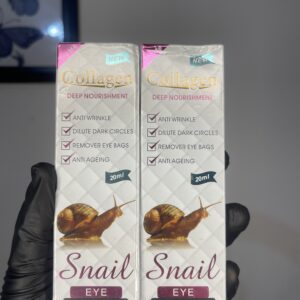 NEW
Collagen
DEEP NOURISHMENT
ANTI WRINKLE
DILUTE DARK CIRCLES
REMOVER EYE BAGS
ANTI AGEING
20ml
Snail
EYE
NEW
Collagen
DEEP NOURISHMENT
ANTI WRINKLE
DILUTE DARK CIRCLES
REMOVER EYE BAGS
ANTI AGEING
20ml
Snail
EYE